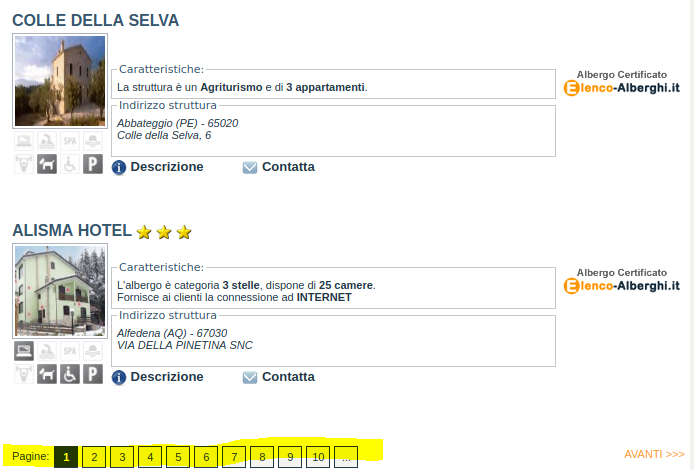 COLLE DELLA SELVA
Caratteristiche:
La struttura è un Agriturismo e di 3 appartamenti.
Albergo Certificato
Elenco-Alberghi.it
Indirizzo struttura
Abbateggio (PE) - 65020
Colle della Selva, 6
SPA
P
i Descrizione
Contatta
ALISMA HOTEL
Caratteristiche:
L'albergo è categoria 3 stelle, dispone di 25 camere.
Fornisce ai clienti la connessione ad INTERNET
Albergo Certificato
Elenco-Alberghi.it
Indirizzo struttura
Alfedena (AQ) - 67030
VIA DELLA PINETINA SNC
SPA
P
i Descrizione
Contatta
Pagine: 1 2 3 4 5 6 7 8 9 10 ...
AVANTI >>>